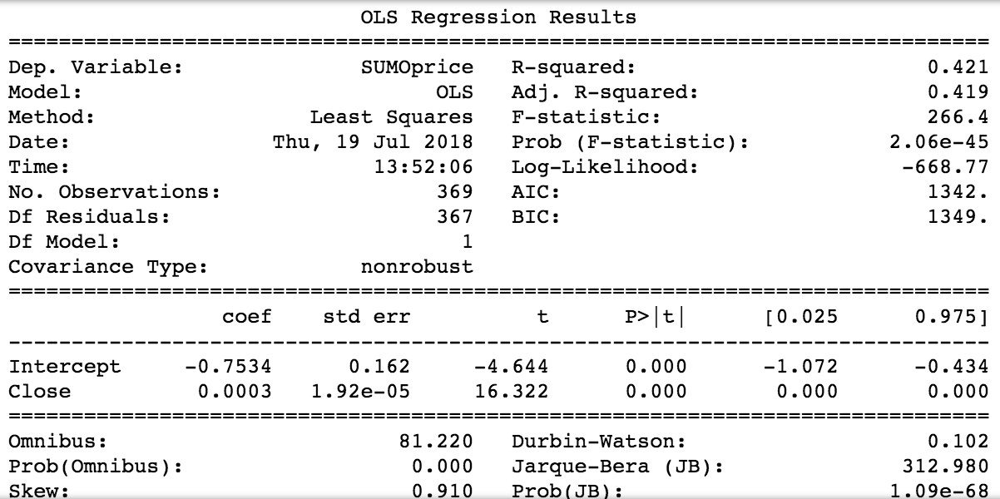 OLS Regression Results
==============================================================================
Dep. Variable: SUMOprice R-squared: 0.421
Model: OLS Adj. R-squared: 0.419
Method: Least Squares F-statistic: 266.4
Date: Thu, 19 Jul 2018 Prob (F-statistic): 2.06e-45
Time: 13:52:06 Log-Likelihood: -668.77
No. Observations: 369 AIC: 1342.
Df Residuals: 367 BIC: 1349.
Df Model: 1
Covariance Type: nonrobust
==============================================================================
coef std err t P>|t| [0.025 0.975]
------------------------------------------------------------------------------
Intercept -0.7534 0.162 -4.644 0.000 -1.072 -0.434
Close 0.0003 1.92e-05 16.322 0.000 0.000 0.000
==============================================================================
Omnibus: 81.220 Durbin-Watson: 0.102
Prob(Omnibus): 0.000 Jarque-Bera (JB): 312.980
Skew: 0.910 Prob(JB): 1.09e-68